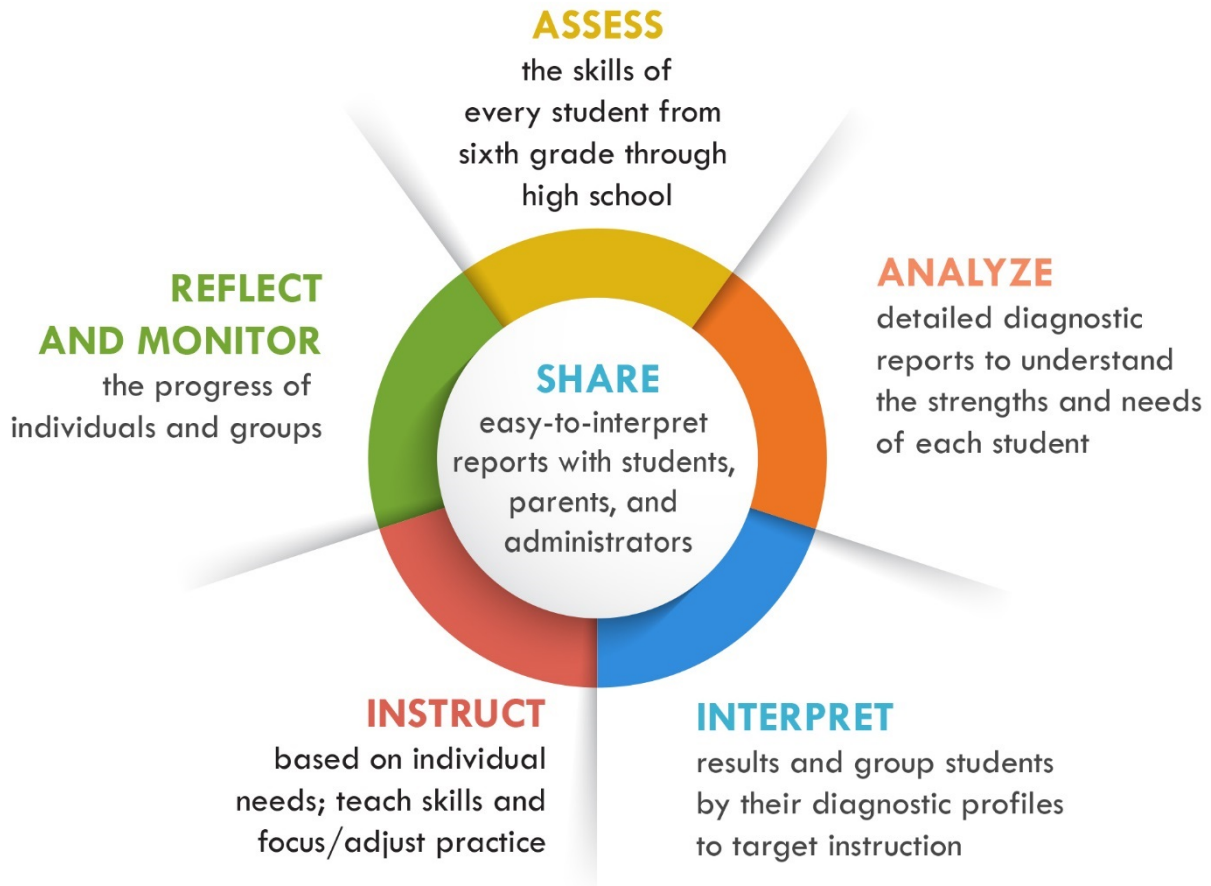 ASSESS
the skills of
every student from
sixth grade through
high school
ANALYZE
detailed diagnostic
reports to understand
the strengths and needs
of each student
INTERPRET
results and group students
by their diagnostic profiles
to target instruction
INSTRUCT
based on individual
needs; teach skills and
focus/adjust practice
REFLECT
AND MONITOR
the progress of
individuals and groups
SHARE
easy-to-interpret
reports with students,
parents, and
administrators